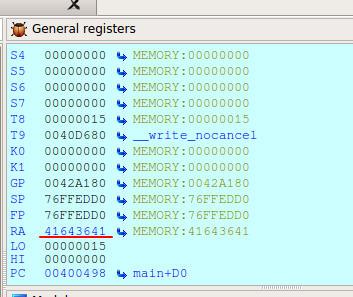 General registers
S4 00000000 MEMORY:00000000
S5 00000000 MEMORY:00000000
S6 00000000 MEMORY:00000000
S7 00000000 MEMORY:00000000
T8 00000015 MEMORY:00000015
T9 0040D680 __write_nocancel
K0 00000000 MEMORY:00000000
K1 00000000 MEMORY:00000000
GP 0042A180 MEMORY:0042A180
SP 76FFEDD0 MEMORY:76FFEDD0
FP 76FFEDD0 MEMORY:76FFEDD0
RA 41643641 MEMORY:41643641
LO 00000015
HI 00000000
PC 00400498 main+D0